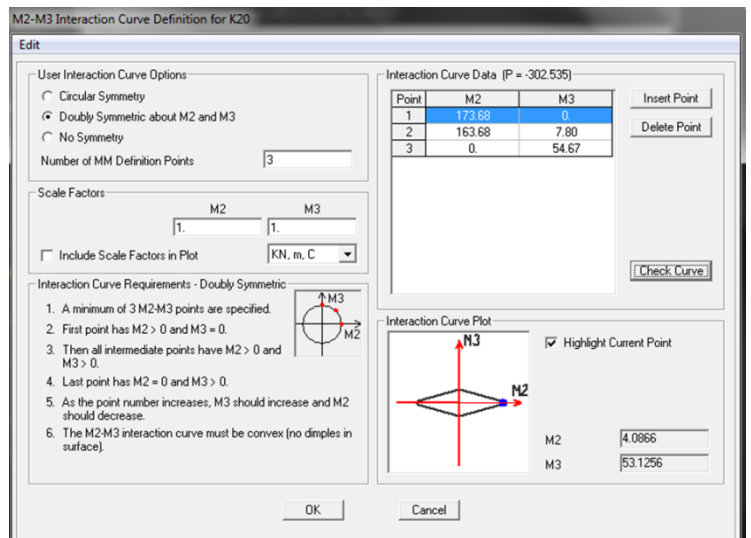 M2-M3 Interaction Curve Definition for K20
Edit
User Interaction Curve Options
Circular Symmetry
Doubly Symmetric about M2 and M3
No Symmetry
Number of MM Definition Points 3
Scale Factors
M2 M3
1. 1.
Include Scale Factors in Plot KN, m, C
Interaction Curve Requirements - Doubly Symmetric
1. A minimum of 3 M2-M3 points are specified.
2. First point has M2 > 0 and M3 = 0.
3. Then all intermediate points have M2 > 0 and
M3 > 0.
4. Last point has M2 = 0 and M3 > 0.
5. As the point number increases, M3 should increase and M2
should decrease.
6. The M2-M3 interaction curve must be convex (no dimples in
surface).
M3
M2
Interaction Curve Data (P = -302.535)
Point M2 M3
1 173.68 0.
2 163.68 7.80
3 0. 54.67
Insert Point
Delete Point
Check Curve
Interaction Curve Plot
M3
M2
Highlight Current Point
M2 4.0866
M3 53.1256
OK Cancel